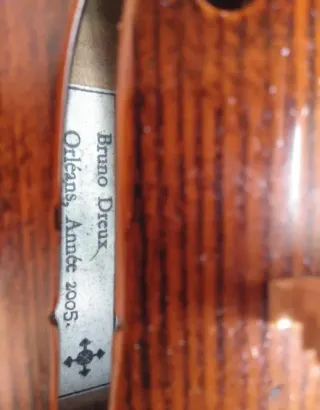 Bruno Dreux
Orléans, Année 2005.